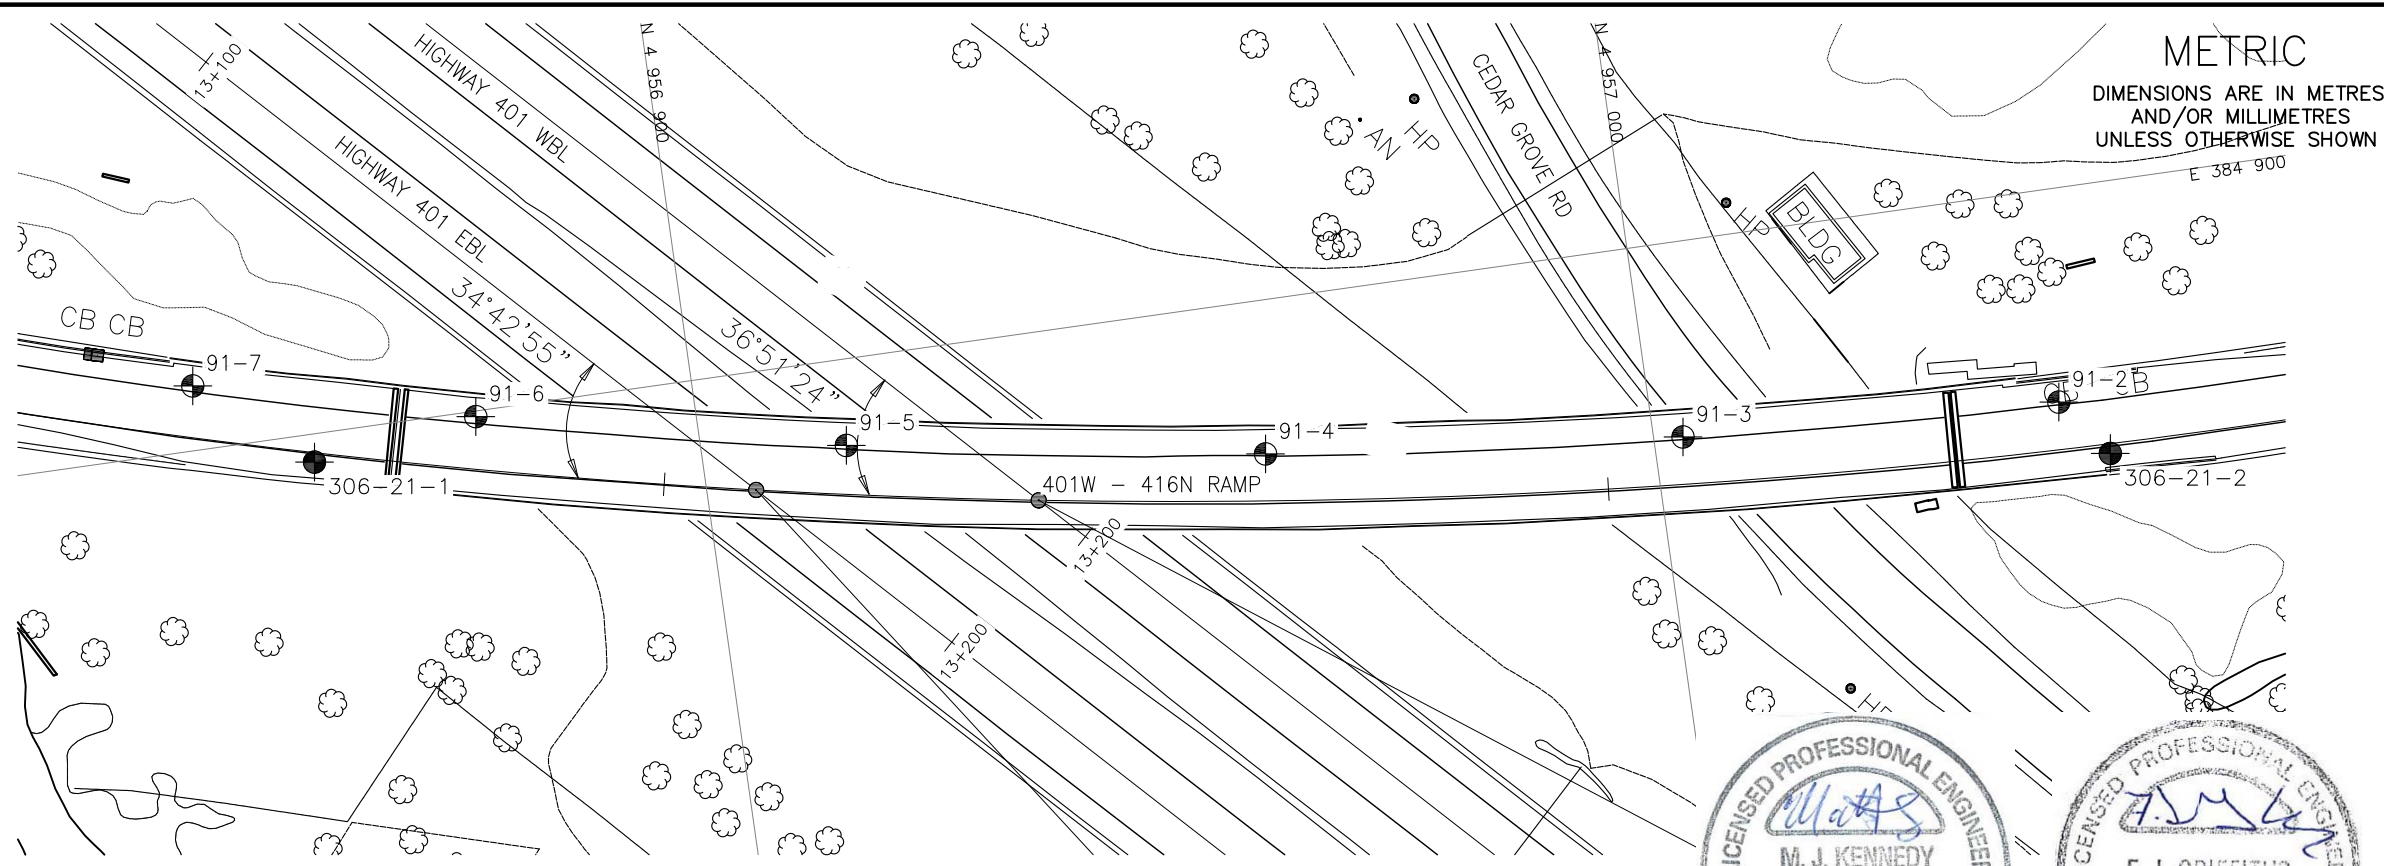 METRIC
DIMENSIONS ARE IN METRES
AND/OR MILLIMETRES
UNLESS OTHERWISE SHOWN
E 384 900
N 4 956 900
N 4 957 000
13+100
HIGHWAY 401 WBL
HIGHWAY 401 EBL
CEDAR GROVE RD
AN
HP
HP
BLDG
34°42'55"
36°51'24"
CB CB
91-7
91-6
91-5
91-4
91-3
91-2
306-21-1
401W - 416N RAMP
306-21-2
13+200
13+200
LICENSED PROFESSIONAL ENGINEER
M. J. KENNEDY
PROFESSIONAL